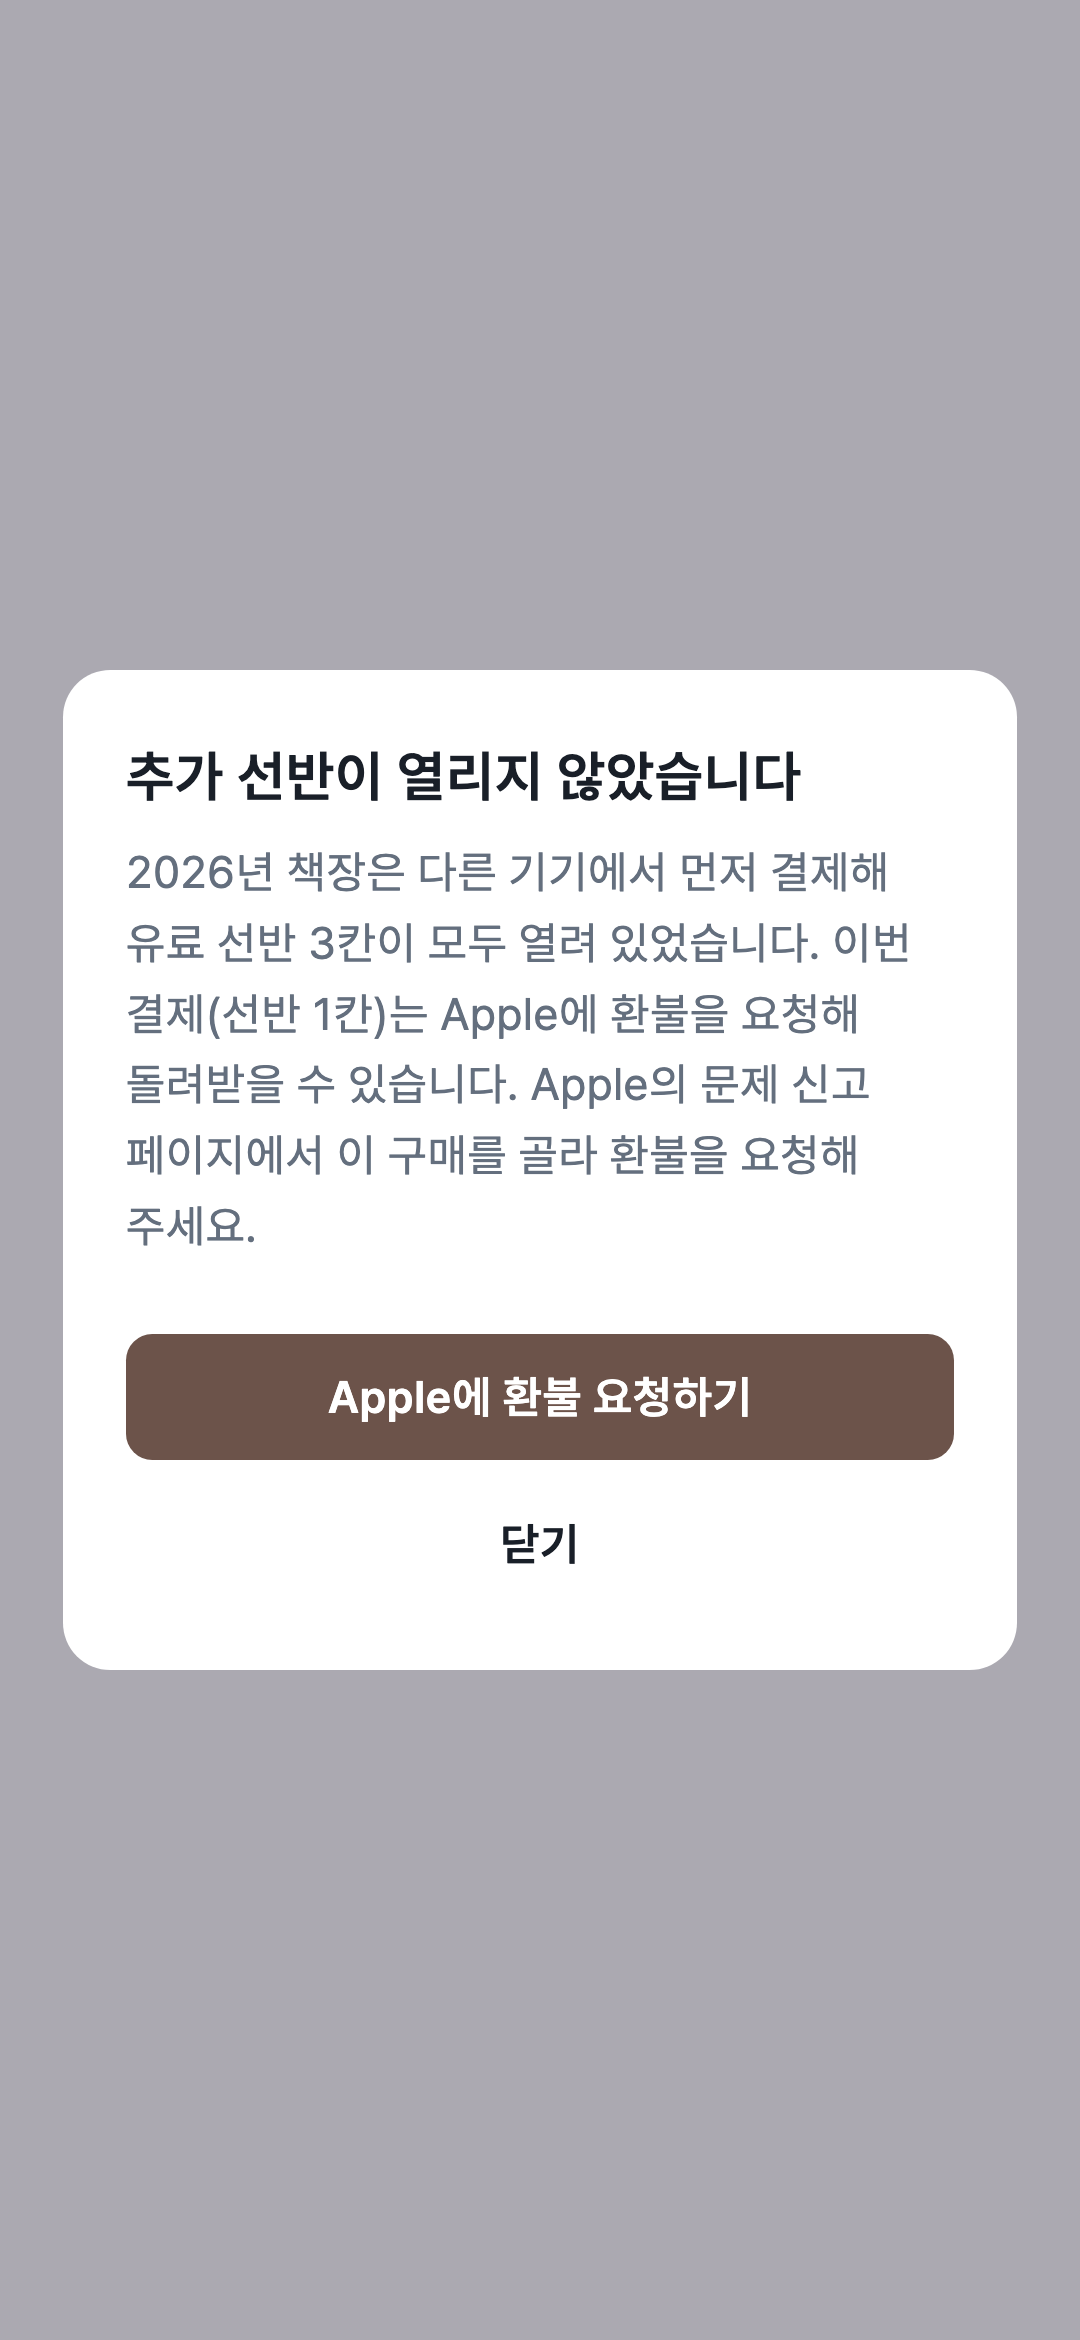 추가 선반이 열리지 않았습니다
2026년 책장은 다른 기기에서 먼저 결제해
유료 선반 3칸이 모두 열려 있었습니다. 이번
결제(선반 1칸)는 Apple에 환불을 요청해
돌려받을 수 있습니다. Apple의 문제 신고
페이지에서 이 구매를 골라 환불을 요청해
주세요.
Apple에 환불 요청하기
닫기